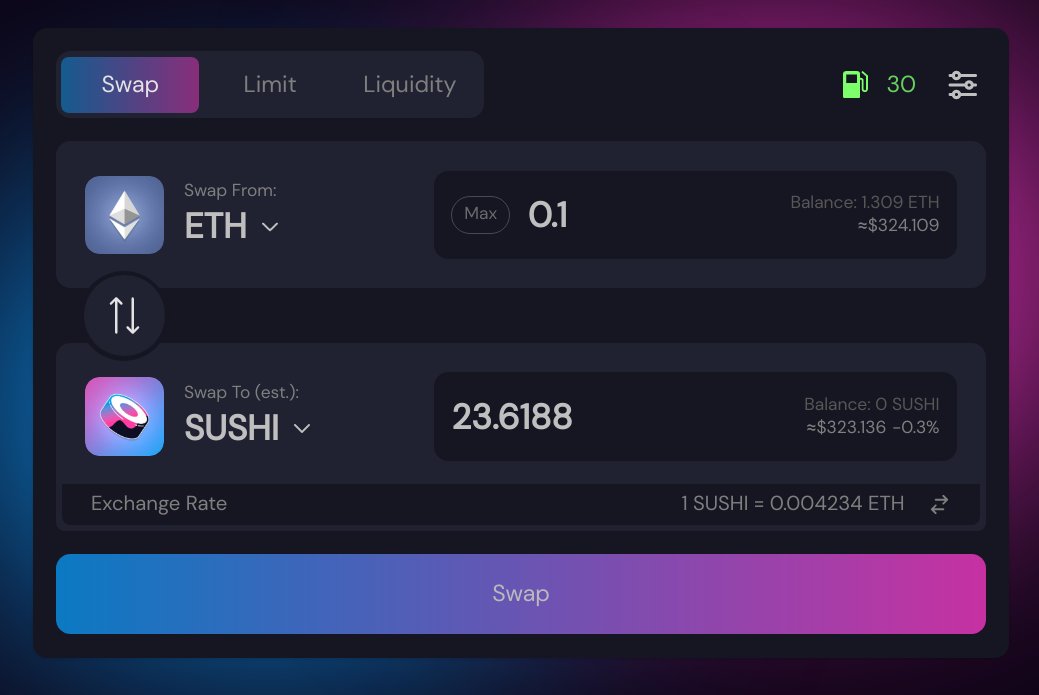 Swap Limit Liquidity 30
Swap From:
ETH
Max 0.1
Balance: 1.309 ETH
≈$324.109
Swap To (est.):
SUSHI
23.6188
Balance: 0 SUSHI
≈$323.136 -0.3%
Exchange Rate 1 SUSHI = 0.004234 ETH
Swap